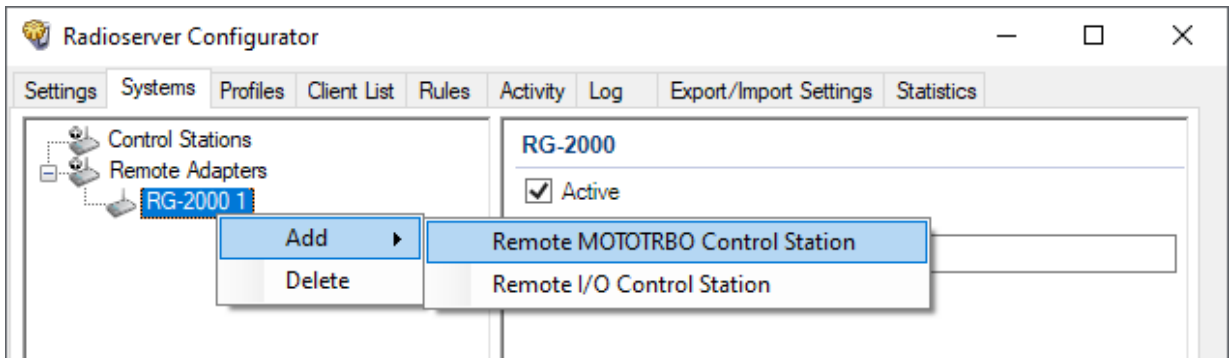 Radioserver Configurator
Settings Systems Profiles Client List Rules Activity Log Export/Import Settings Statistics
Control Stations
Remote Adapters
RG-2000 1
RG-2000
Active
Add
Delete
Remote MOTOTRBO Control Station
Remote I/O Control Station